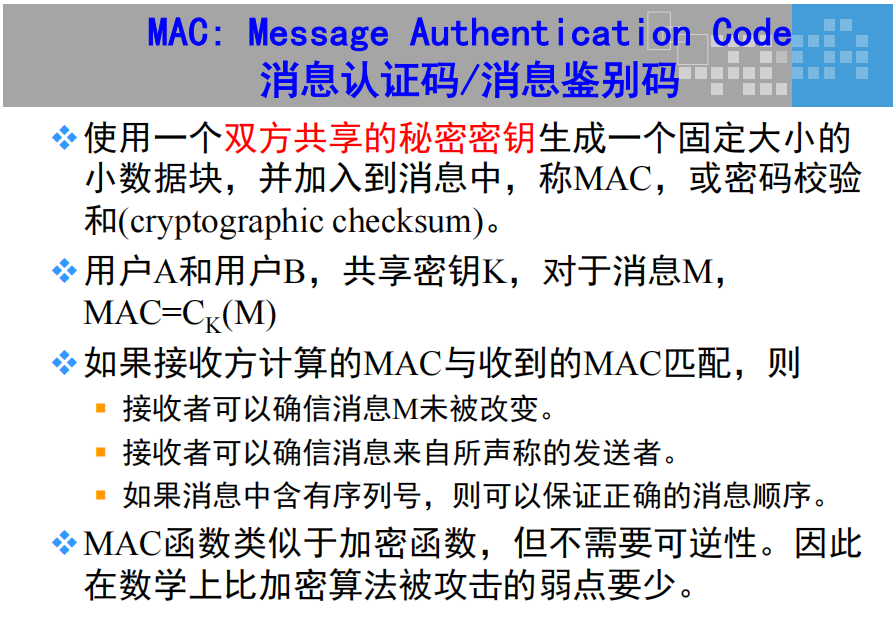 MAC: Message Authentication Code
消息认证码/消息鉴别码
使用一个双方共享的秘密密钥生成一个固定大小的
小数据块，并加入到消息中，称MAC，或密码校验
和(cryptographic checksum)。
用户A和用户B，共享密钥K，对于消息M，
MAC=CK(M)
如果接收方计算的MAC与收到的MAC匹配，则
接收者可以确信消息M未被改变。
接收者可以确信消息来自所声称的发送者。
如果消息中含有序列号，则可以保证正确的消息顺序。
MAC函数类似于加密函数，但不需要可逆性。因此
在数学上比加密算法被攻击的弱点要少。